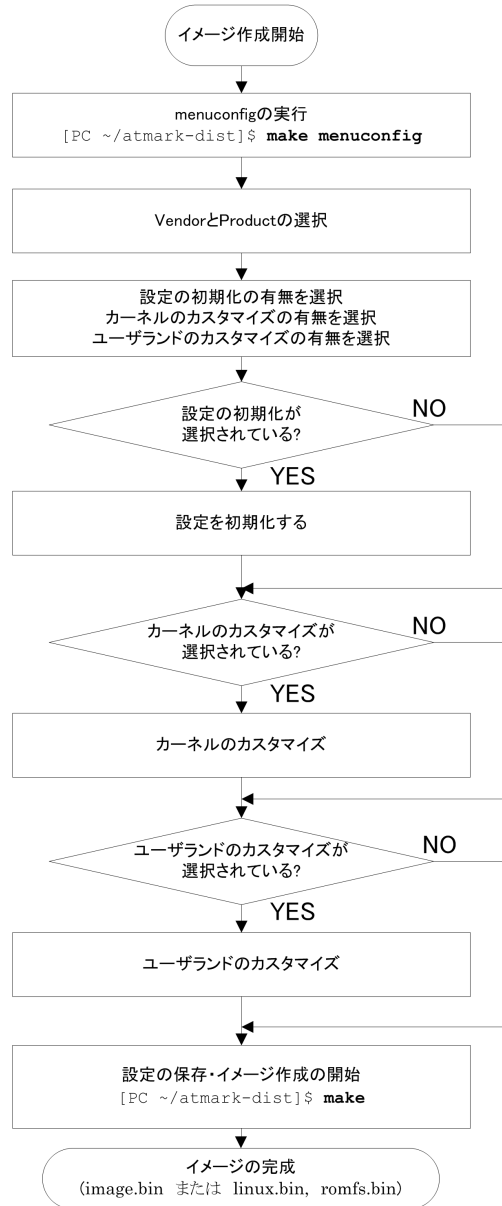 イメージ作成開始
menuconfigの実行
[PC ~/atmark-dist]$ make menuconfig
VendorとProductの選択
設定の初期化の有無を選択
カーネルのカスタマイズの有無を選択
ユーザランドのカスタマイズの有無を選択
設定の初期化が
選択されている?
NO
YES
設定を初期化する
カーネルのカスタマイズが
選択されている?
NO
YES
カーネルのカスタマイズ
ユーザランドのカスタマイズが
選択されている?
NO
YES
ユーザランドのカスタマイズ
設定の保存・イメージ作成の開始
[PC ~/atmark-dist]$ make
イメージの完成
(image.bin または linux.bin, romfs.bin)